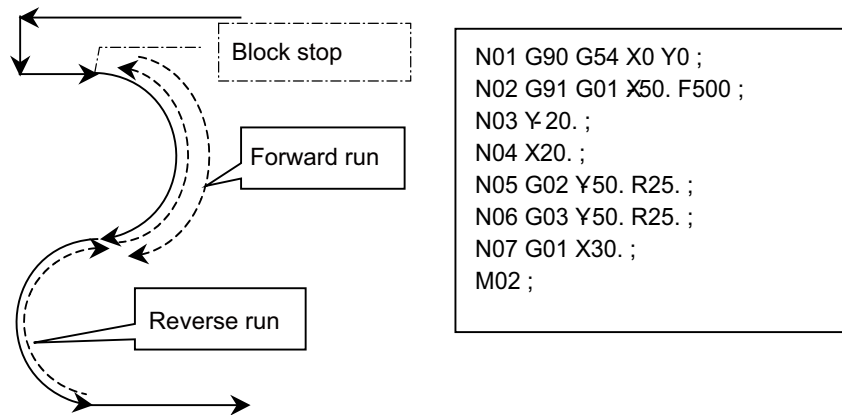 Block stop
Forward run
Reverse run
N01 G90 G54 X0 Y0 ;
N02 G91 G01 X-50. F500 ;
N03 Y-20. ;
N04 X20. ;
N05 G02 Y-50. R25. ;
N06 G03 Y-50. R25. ;
N07 G01 X30. ;
M02 ;